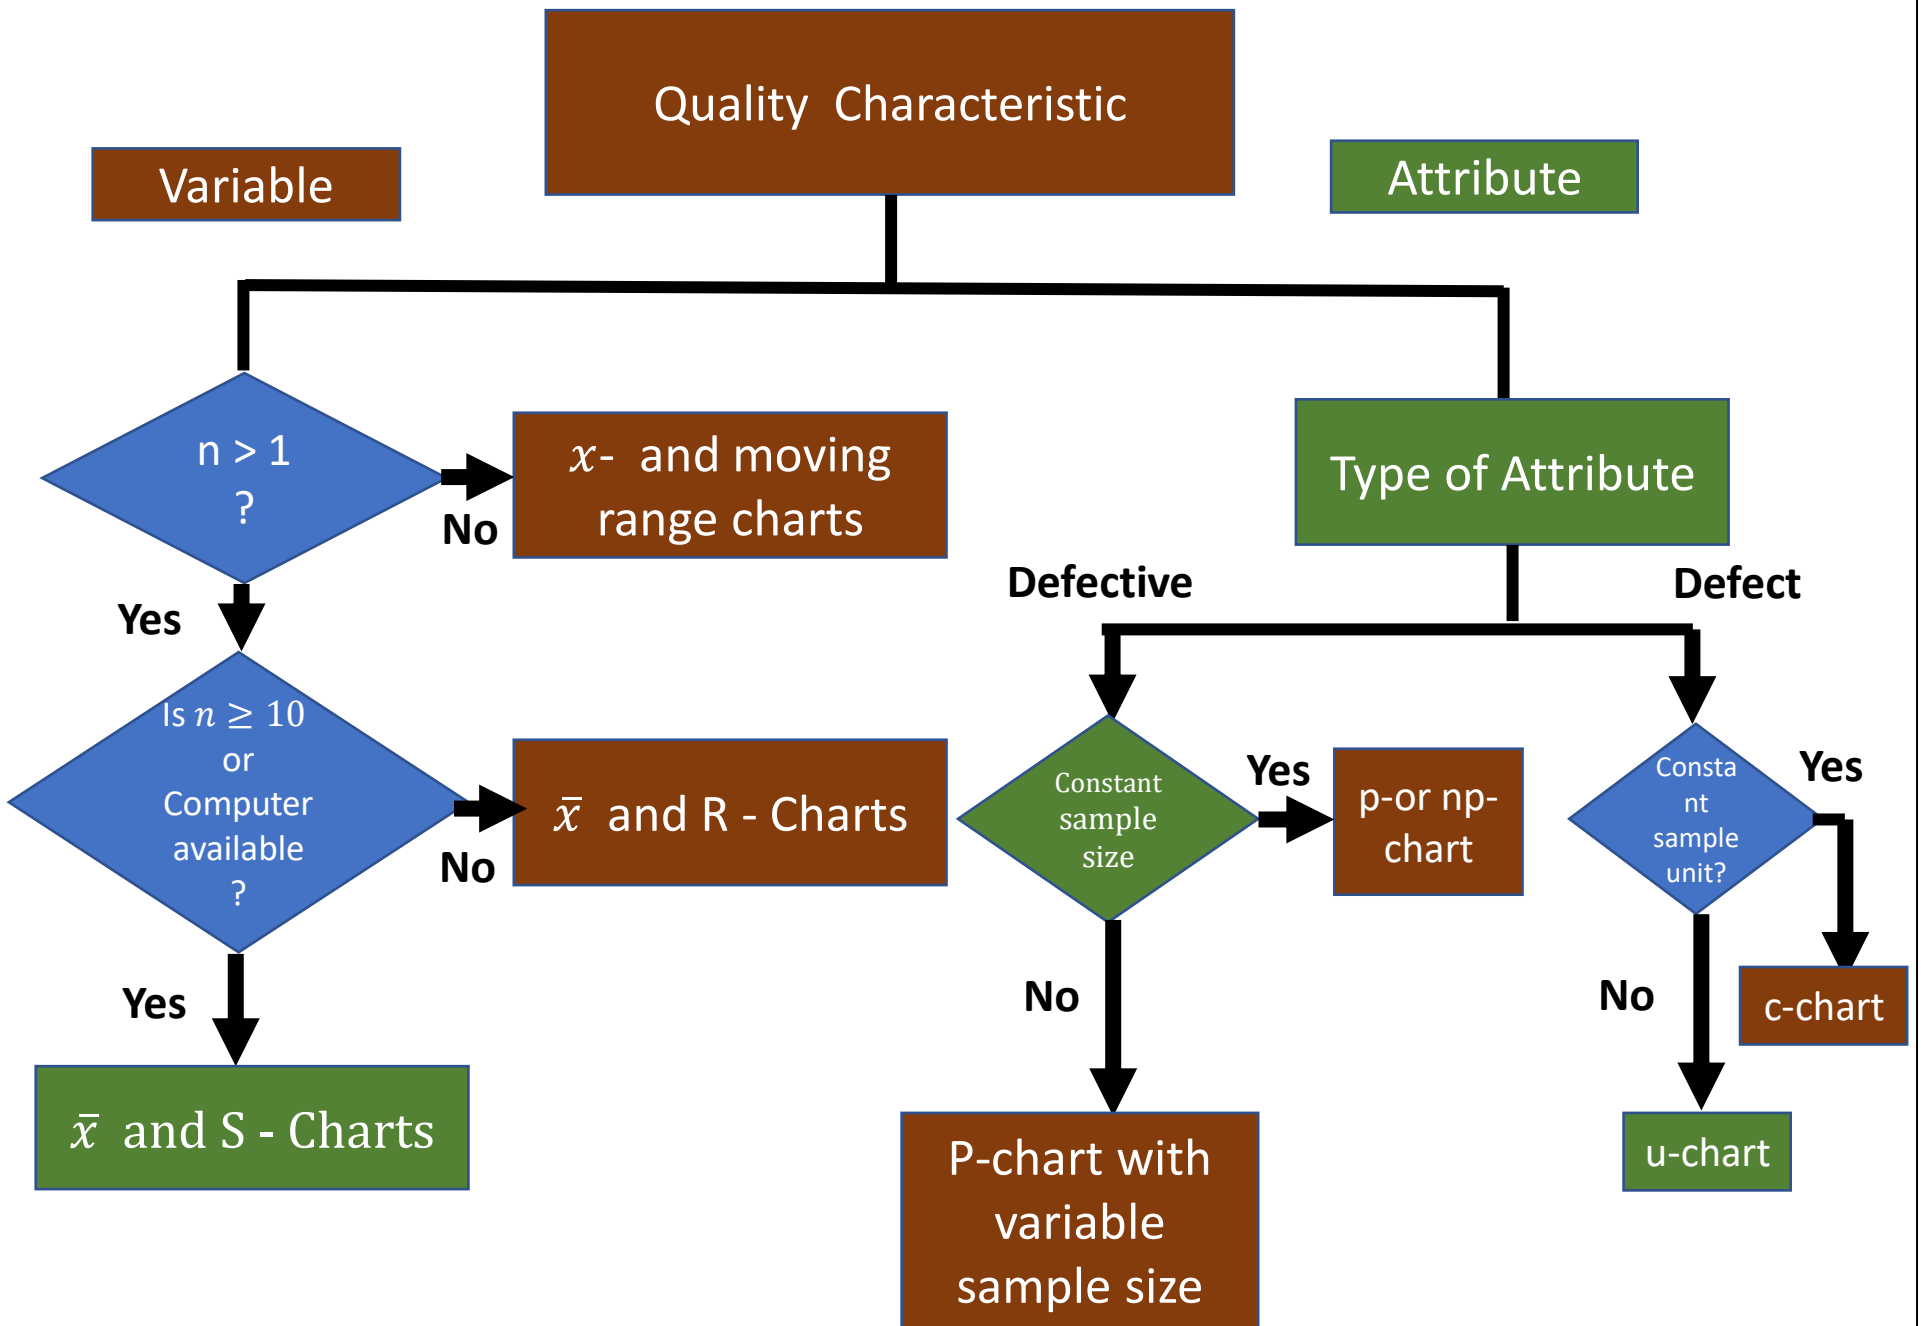 Quality Characteristic
Variable
Attribute
n > 1
?
No
x- and moving
range charts
Type of Attribute
Yes
Defective
Defect
Is n ≥ 10
or
Computer
available
?
No
x̄ and R - Charts
Constant
sample
size
Yes
p-or np-
chart
Consta
nt
sample
unit?
Yes
Yes
No
No
c-chart
x̄ and S - Charts
P-chart with
variable
sample size
u-chart